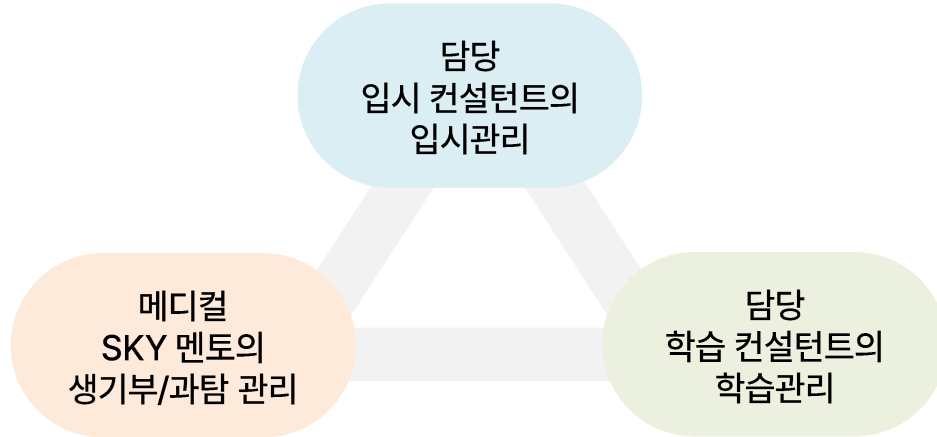 담당
입시 컨설턴트의
입시관리
메디컬
SKY 멘토의
생기부/과탐 관리
담당
학습 컨설턴트의
학습관리